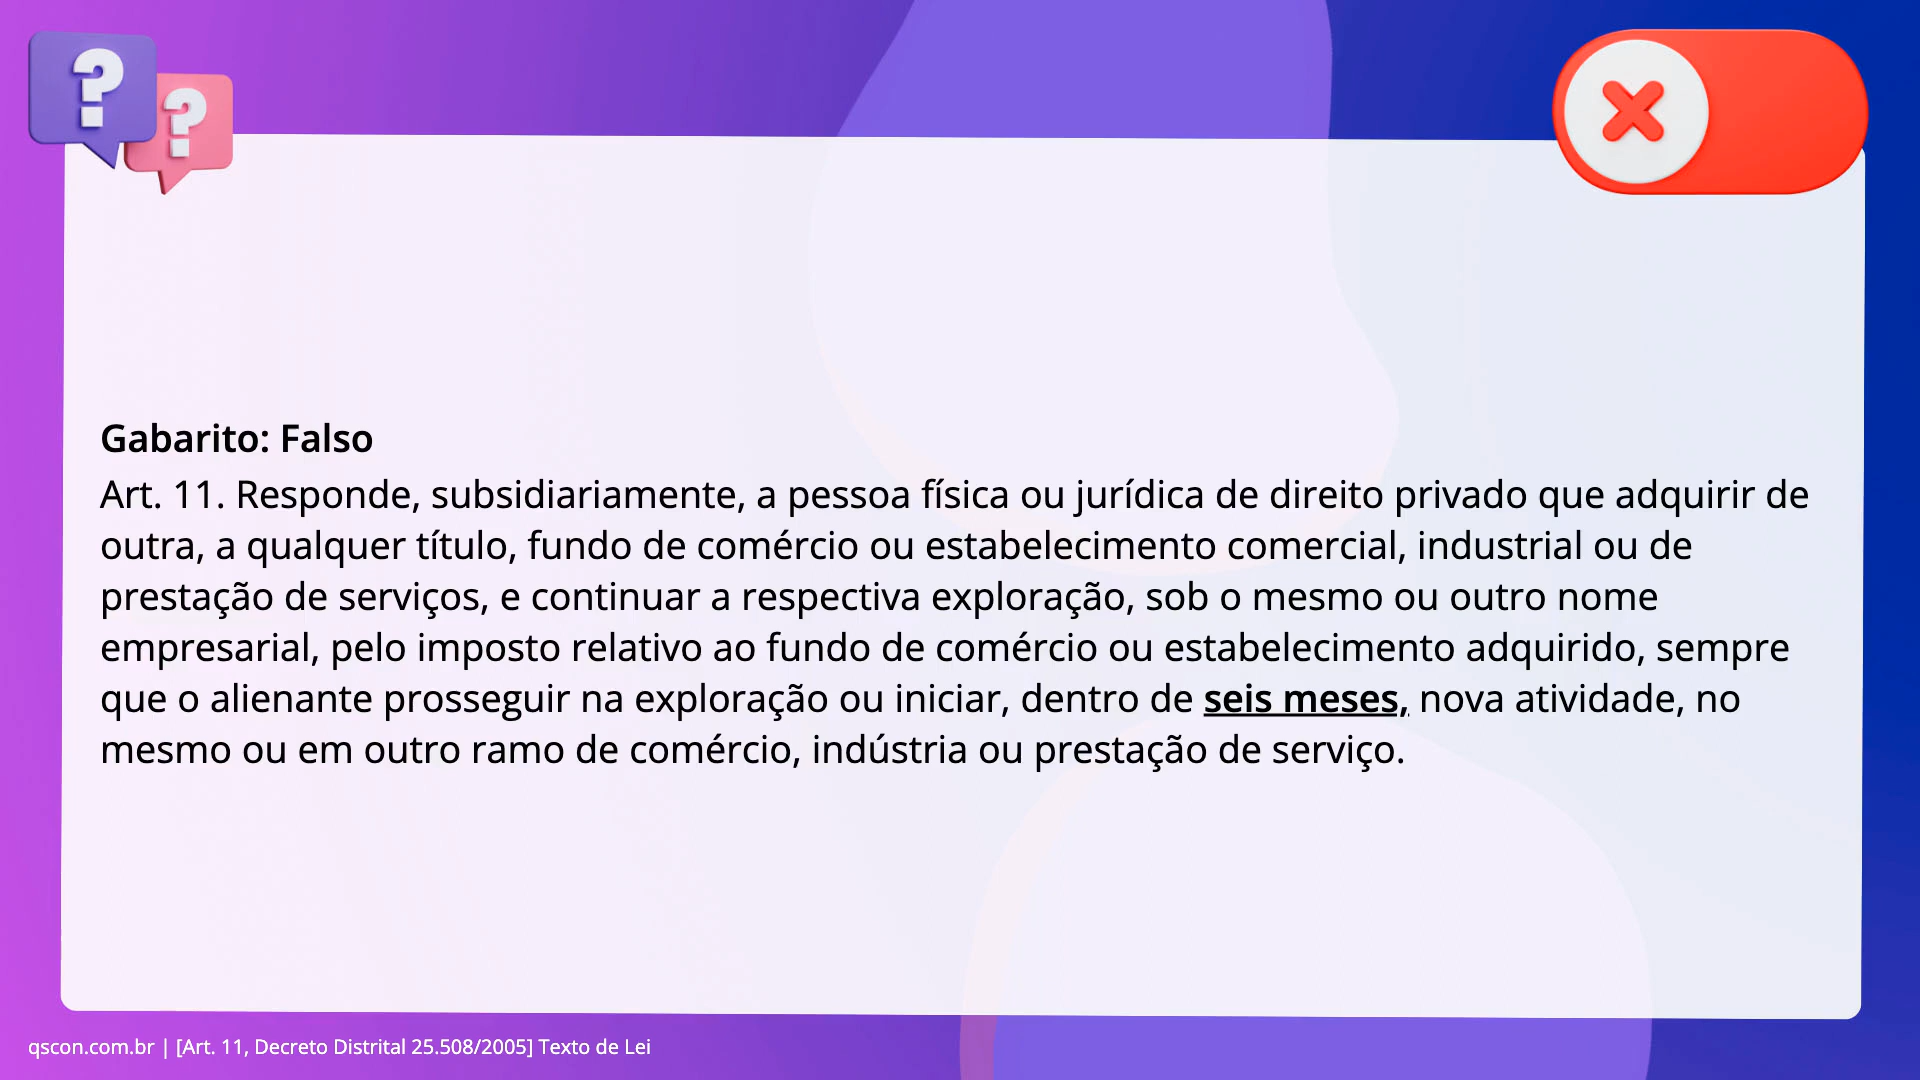 Gabarito: Falso
Art. 11. Responde, subsidiariamente, a pessoa física ou jurídica de direito privado que adquirir de
outra, a qualquer título, fundo de comércio ou estabelecimento comercial, industrial ou de
prestação de serviços, e continuar a respectiva exploração, sob o mesmo ou outro nome
empresarial, pelo imposto relativo ao fundo de comércio ou estabelecimento adquirido, sempre
que o alienante prosseguir na exploração ou iniciar, dentro de seis meses, nova atividade, no
mesmo ou em outro ramo de comércio, indústria ou prestação de serviço.
qscon.com.br | [Art. 11, Decreto Distrital 25.508/2005] Texto de Lei